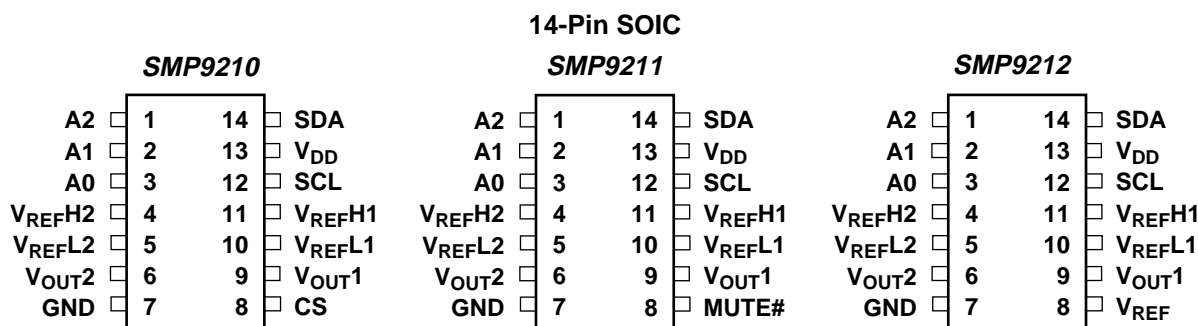 14-Pin SOIC
SMP9210 SMP9211 SMP9212
A2 1 14 SDA A2 1 14 SDA A2 1 14 SDA
A1 2 13 VDD A1 2 13 VDD A1 2 13 VDD
A0 3 12 SCL A0 3 12 SCL A0 3 12 SCL
VREFH2 4 11 VREFH1 VREFH2 4 11 VREFH1 VREFH2 4 11 VREFH1
VREFL2 5 10 VREFL1 VREFL2 5 10 VREFL1 VREFL2 5 10 VREFL1
VOUT2 6 9 VOUT1 VOUT2 6 9 VOUT1 VOUT2 6 9 VOUT1
GND 7 8 CS GND 7 8 MUTE# GND 7 8 VREF